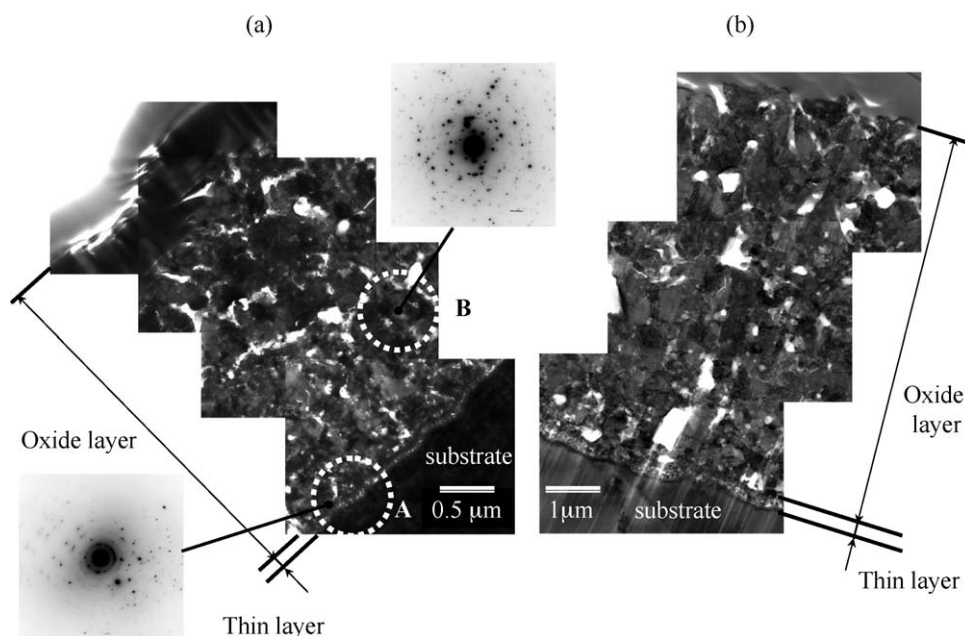 (a)
(b)
B
Oxide layer
substrate
A
0.5 μm
Oxide
layer
1μm
substrate
Thin layer
Thin layer